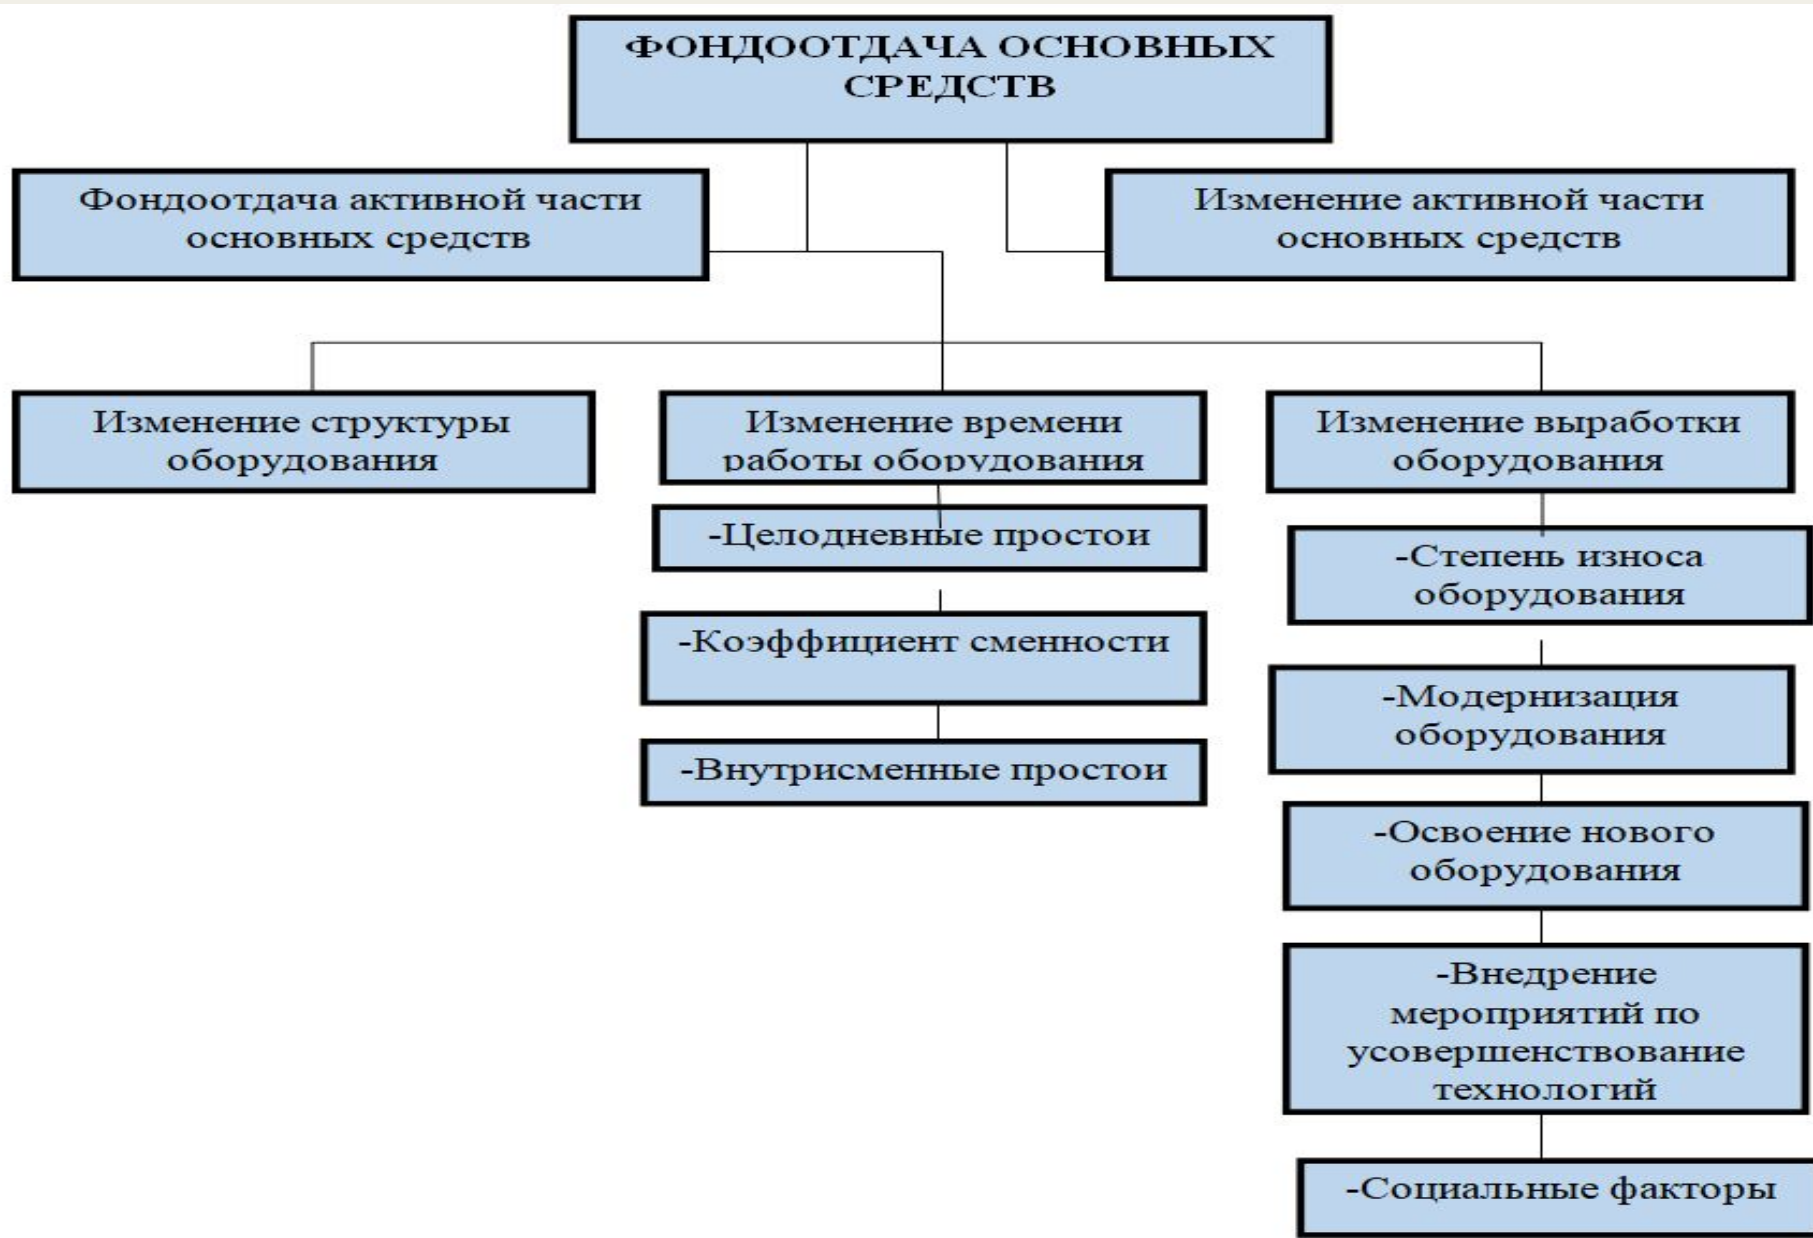 ФОНДООТДАЧА ОСНОВНЫХ
СРЕДСТВ
Фондоотдача активной части
основных средств
Изменение активной части
основных средств
Изменение структуры
оборудования
Изменение времени
работы оборудования
-Целодневные простои
-Коэффициент сменности
-Внутрисменные простои
Изменение выработки
оборудования
-Степень износа
оборудования
-Модернизация
оборудования
-Освоение нового
оборудования
-Внедрение
мероприятий по
усовершенствование
технологий
-Социальные факторы